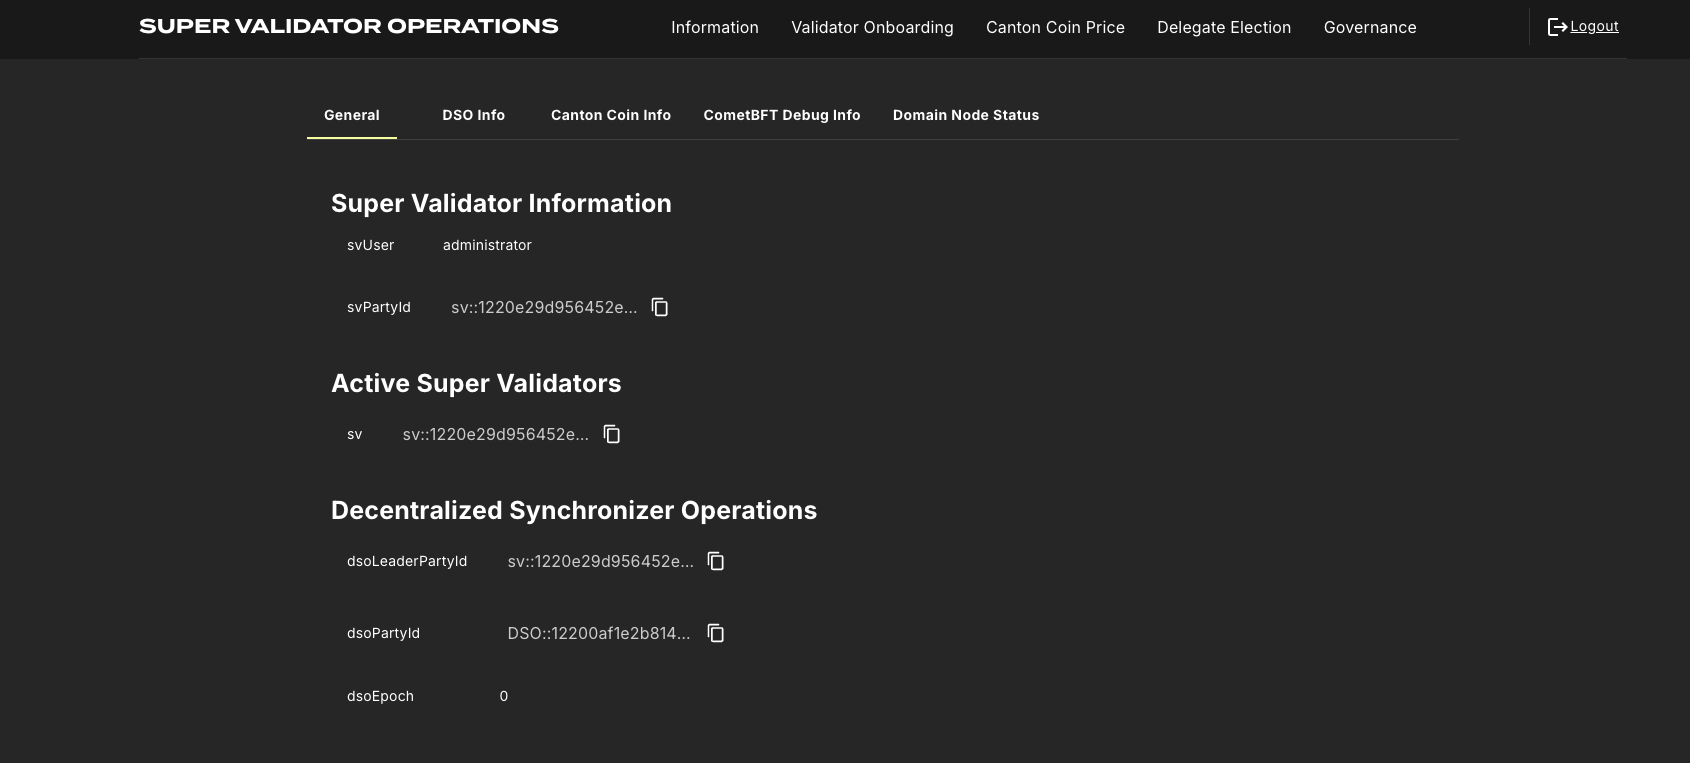 SUPER VALIDATOR OPERATIONS Information Validator Onboarding Canton Coin Price Delegate Election Governance Logout
General DSO Info Canton Coin Info CometBFT Debug Info Domain Node Status
Super Validator Information
svUser administrator
svPartyId sv::1220e29d956452e...
Active Super Validators
sv sv::1220e29d956452e...
Decentralized Synchronizer Operations
dsoLeaderPartyId sv::1220e29d956452e...
dsoPartyId DSO::12200af1e2b814...
dsoEpoch 0